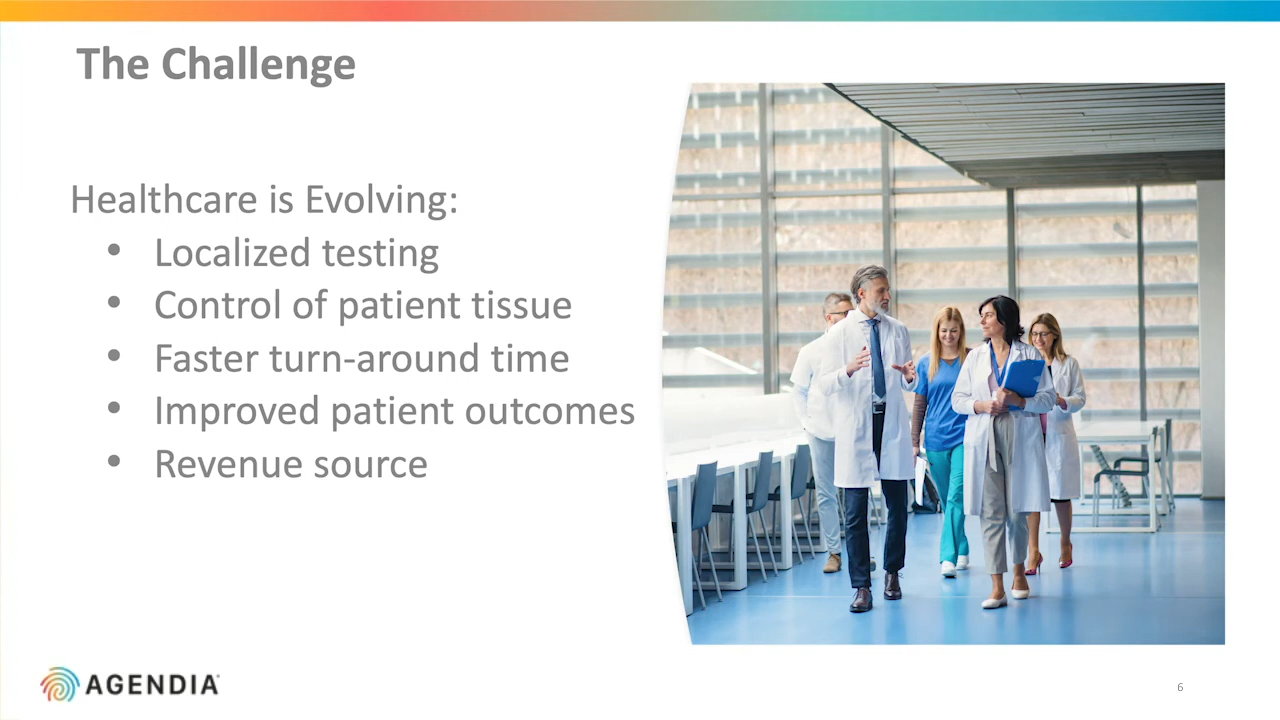 The Challenge
Healthcare is Evolving:
• Localized testing
• Control of patient tissue
• Faster turn-around time
• Improved patient outcomes
• Revenue source
AGENDIA
6